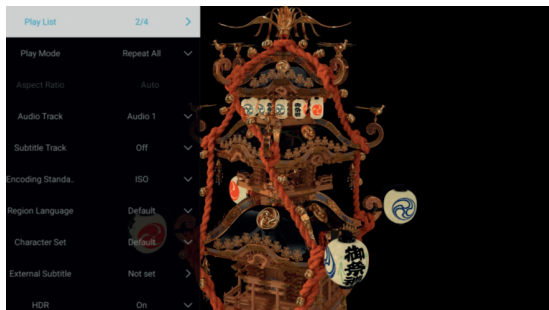 Play List 2/4
Play Mode Repeat All
Aspect Ratio Auto
Audio Track Audio 1
Subtitle Track Off
Encoding Standa.. ISO
Region Language Default
Character Set Default
External Subtitle Not set
HDR On
御祭